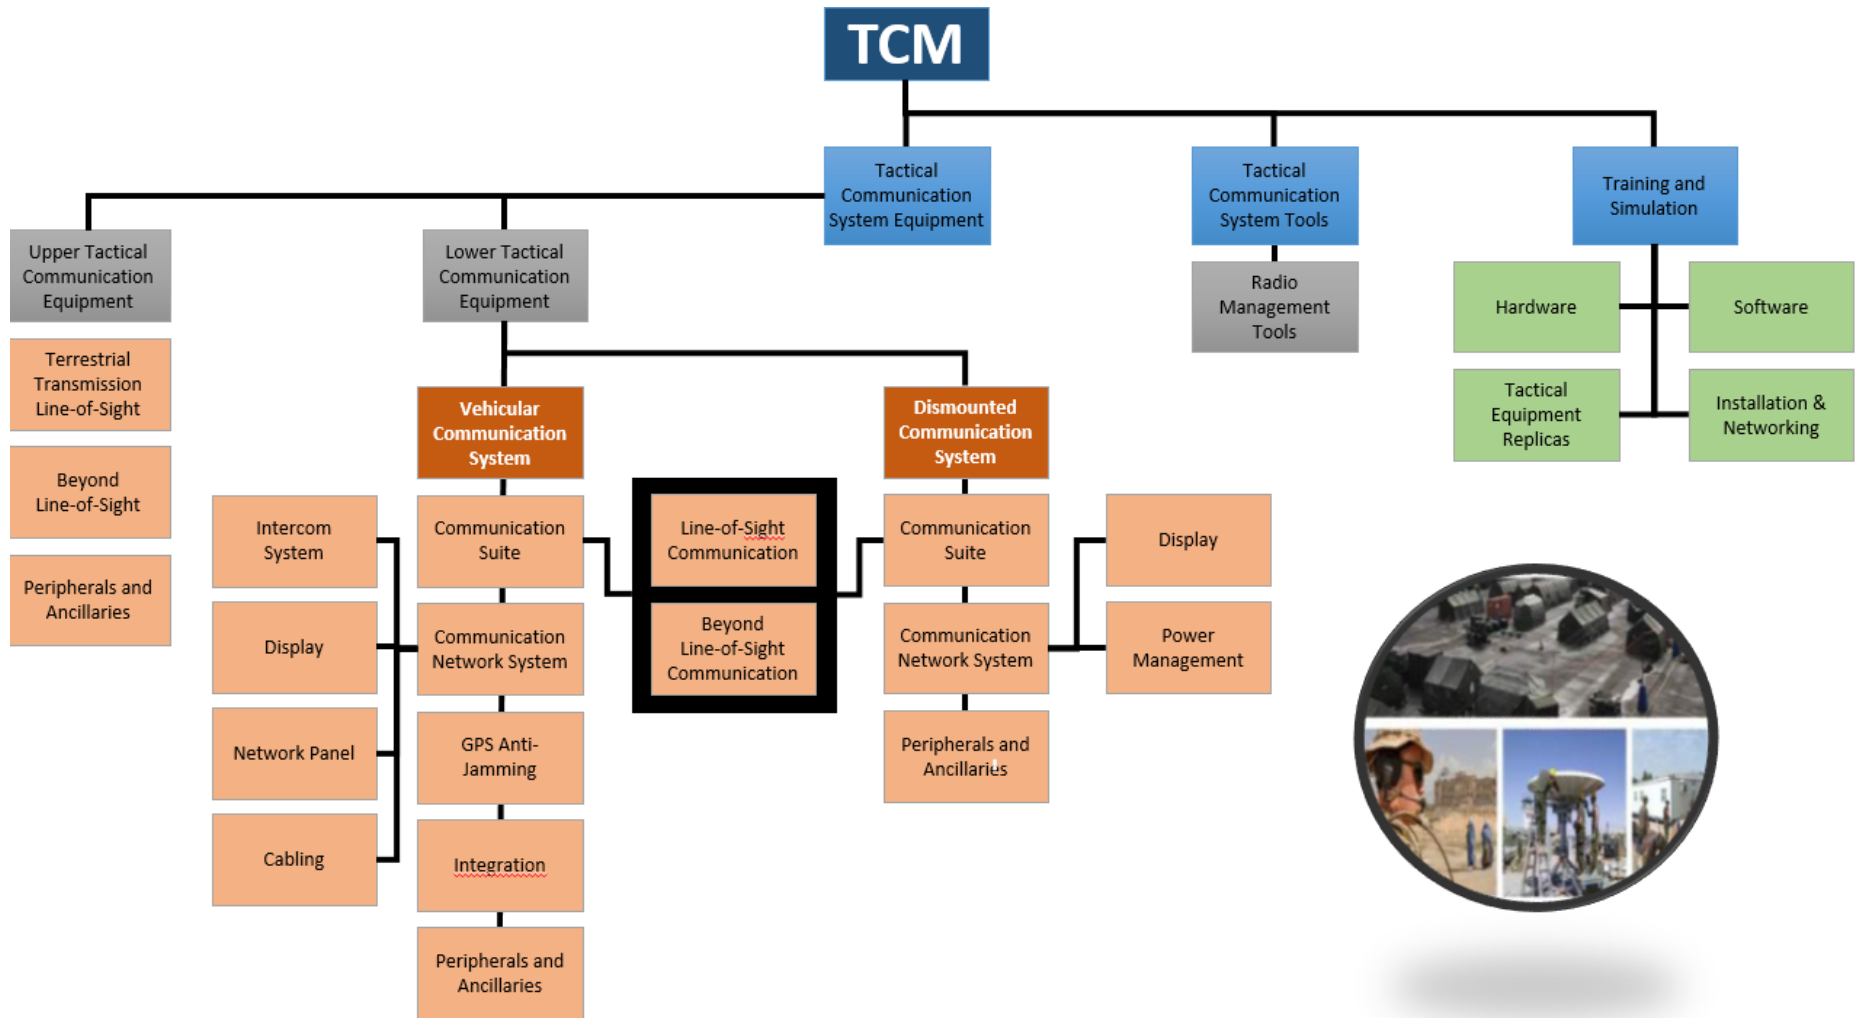 TCM
Tactical
Communication
System Equipment
Tactical
Communication
System Tools
Training and
Simulation
Upper Tactical
Communication
Equipment
Lower Tactical
Communication
Equipment
Radio
Management
Tools
Hardware
Software
Tactical
Equipment
Replicas
Installation &
Networking
Terrestrial
Transmission
Line-of-Sight
Beyond
Line-of-Sight
Peripherals and
Ancillaries
Vehicular
Communication
System
Dismounted
Communication
System
Intercom
System
Display
Network Panel
Cabling
Communication
Suite
Communication
Network System
GPS Anti-
Jamming
Integration
Peripherals and
Ancillaries
Line-of-Sight
Communication
Beyond
Line-of-Sight
Communication
Communication
Suite
Communication
Network System
Peripherals and
Ancillaries
Display
Power
Management